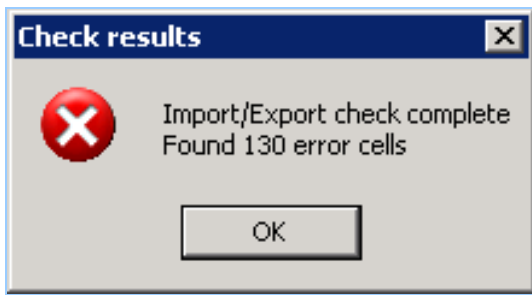 Check results
Import/Export check complete
Found 130 error cells
OK